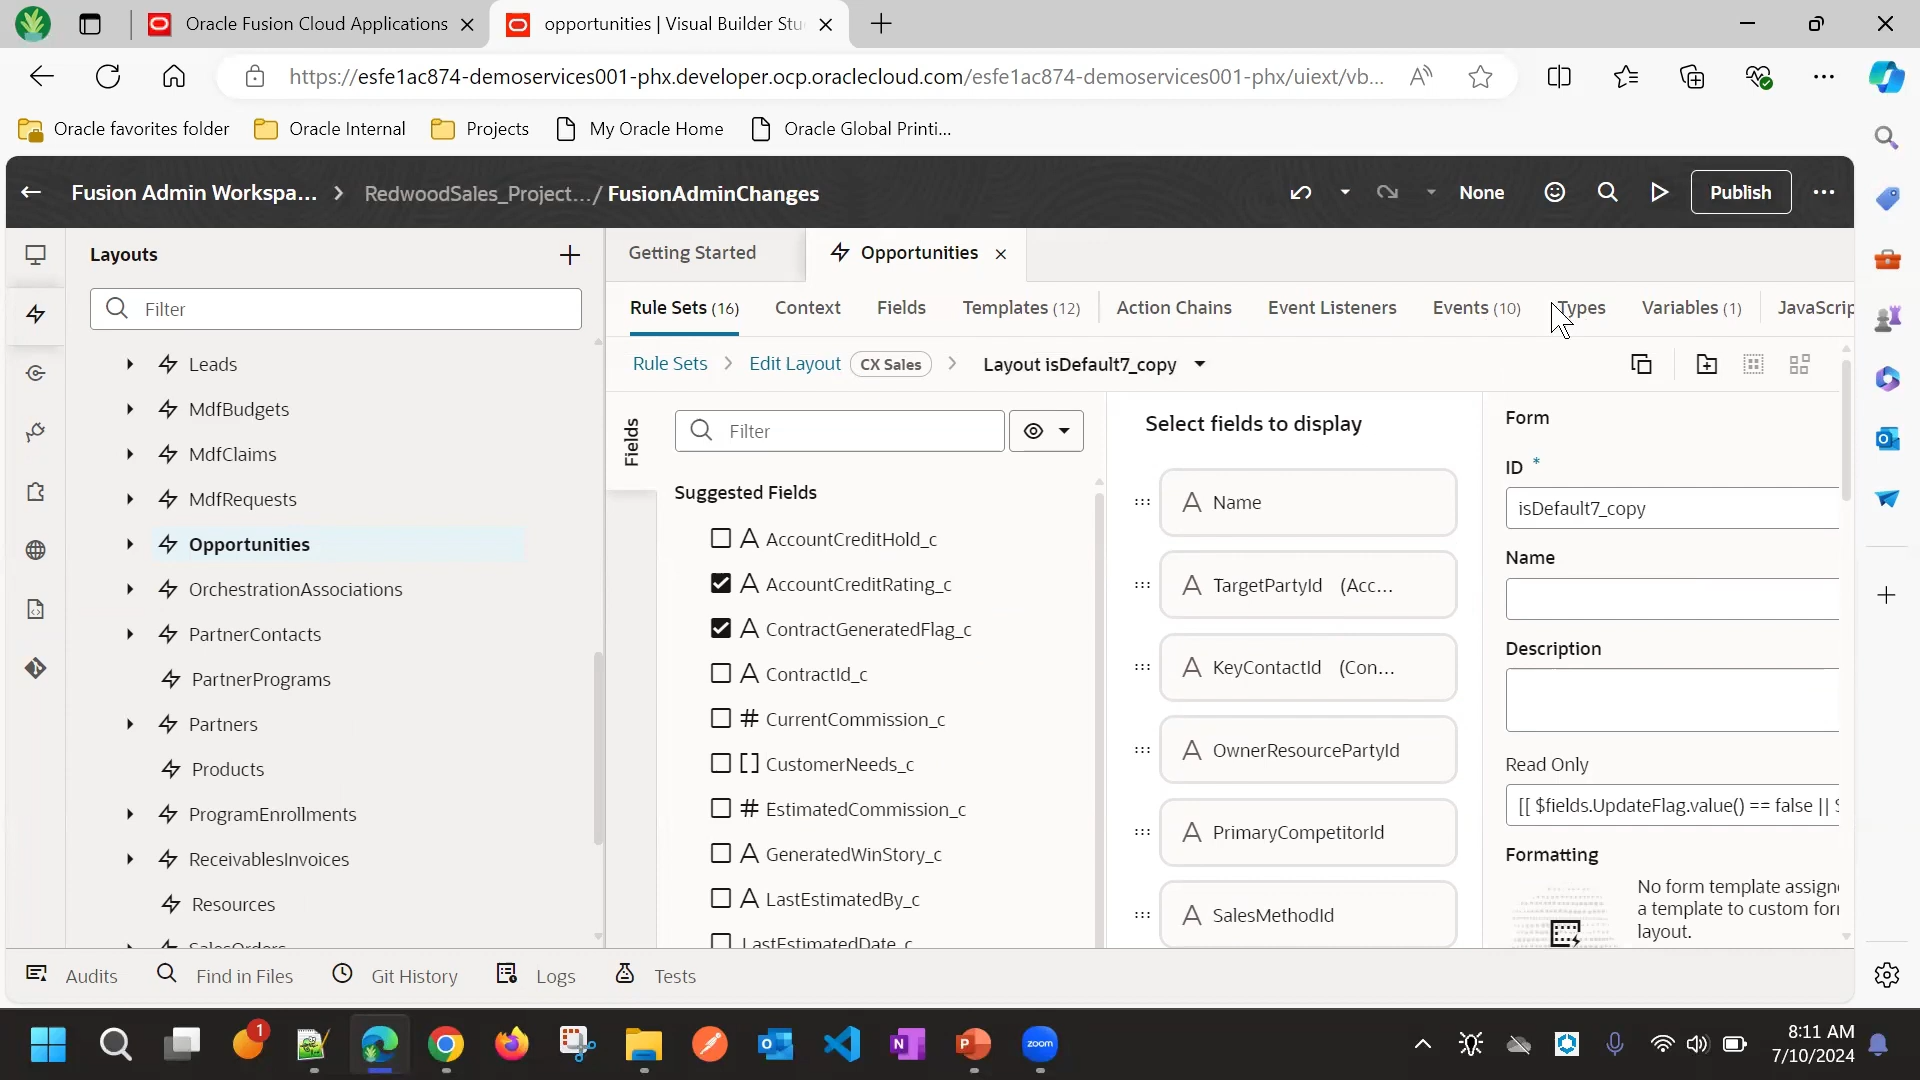 Oracle Fusion Cloud Applications
opportunities | Visual Builder Stu
https://esfe1ac874-demoservices001-phx.developer.ocp.oraclecloud.com/esfe1ac874-demoservices001-phx/uiext/vb...
Oracle favorites folder
Oracle Internal
Projects
My Oracle Home
Oracle Global Printi...
Fusion Admin Workspa... > RedwoodSales_Project.../ FusionAdminChanges
None
Publish
Layouts
Filter
Leads
MdfBudgets
MdfClaims
MdfRequests
Opportunities
OrchestrationAssociations
PartnerContacts
PartnerPrograms
Partners
Products
ProgramEnrollments
ReceivablesInvoices
Resources
SalesOrders
Getting Started
Opportunities
Rule Sets (16)
Context
Fields
Templates (12)
Action Chains
Event Listeners
Events (10)
Types
Variables (1)
JavaScrip
Rule Sets > Edit Layout CX Sales > Layout isDefault7_copy
Fields
Filter
Suggested Fields
A AccountCreditHold_c
A AccountCreditRating_c
A ContractGeneratedFlag_c
A ContractId_c
# CurrentCommission_c
[] CustomerNeeds_c
# EstimatedCommission_c
A GeneratedWinStory_c
A LastEstimatedBy_c
LastEstimatedDate_c
Select fields to display
A Name
A TargetPartyId (Acc...
A KeyContactId (Con...
A OwnerResourcePartyId
A PrimaryCompetitorId
A SalesMethodId
Form
ID *
isDefault7_copy
Name
Description
Read Only
[[ $fields.UpdateFlag.value() == false || $
Formatting
No form template assign
a template to custom for
layout.
Audits
Find in Files
Git History
Logs
Tests
1
zoom
8:11 AM
7/10/2024